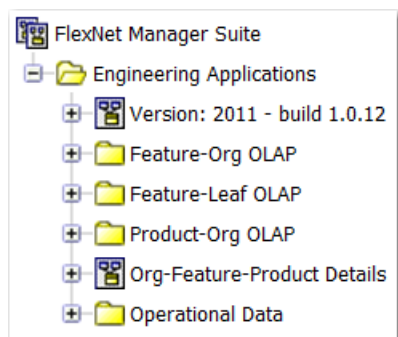 FlexNet Manager Suite
Engineering Applications
Version: 2011 - build 1.0.12
Feature-Org OLAP
Feature-Leaf OLAP
Product-Org OLAP
Org-Feature-Product Details
Operational Data